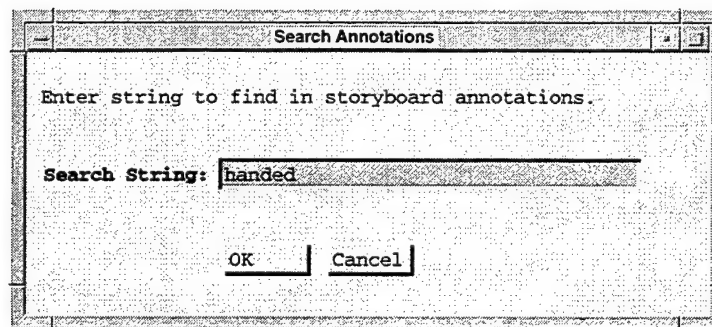 Search Annotations
Enter string to find in storyboard annotations.
Search String: handed
OK Cancel